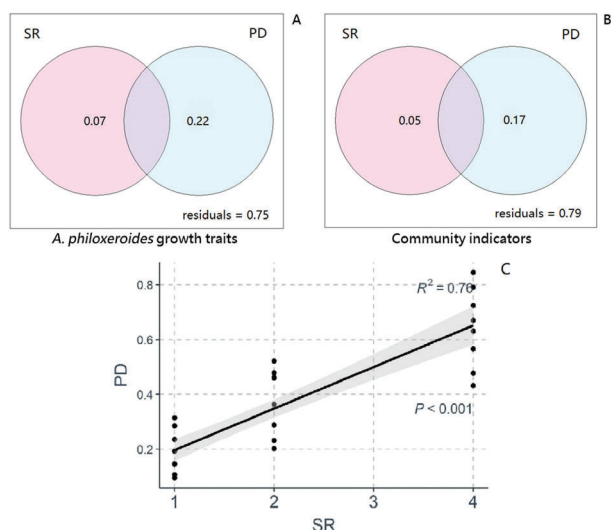 A
SR PD
0.07 0.22
residuals = 0.75
A. philoxeroides growth traits
B
SR PD
0.05 0.17
residuals = 0.79
Community indicators
C
R² = 0.76
P < 0.001
PD
0.8
0.6
0.4
0.2
1 2 3 4
SR